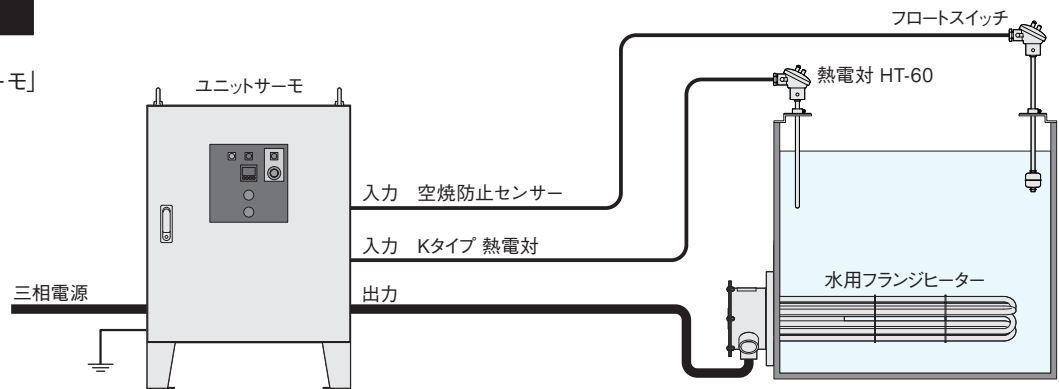 ーモ」
フロートスイッチ
ユニットサーモ
熱電対 HT-60
入力 空焼防止センサー
入力 Kタイプ 熱電対
水用フランジヒーター
三相電源
出力